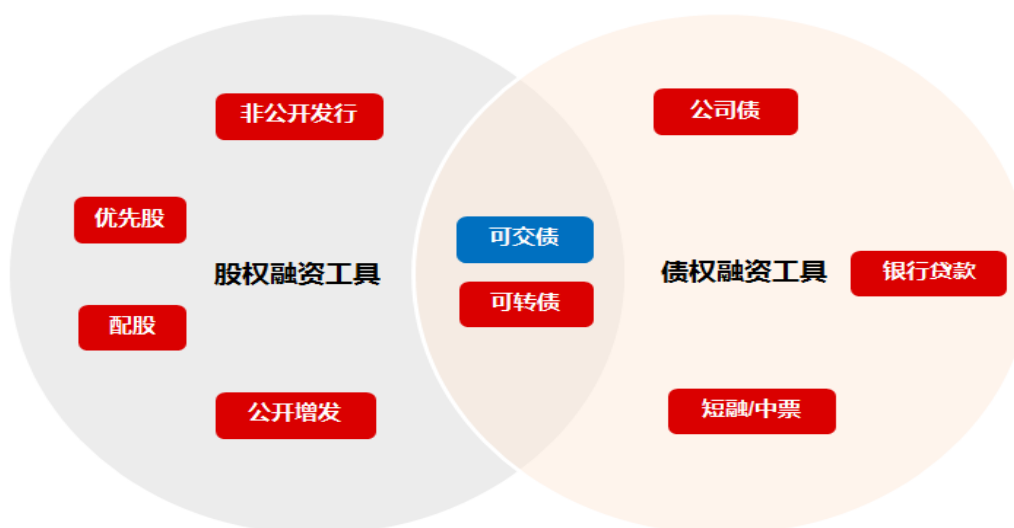 非公开发行
公司债
优先股
可交债
股权融资工具
债权融资工具
银行贷款
可转债
配股
公开增发
短融/中票